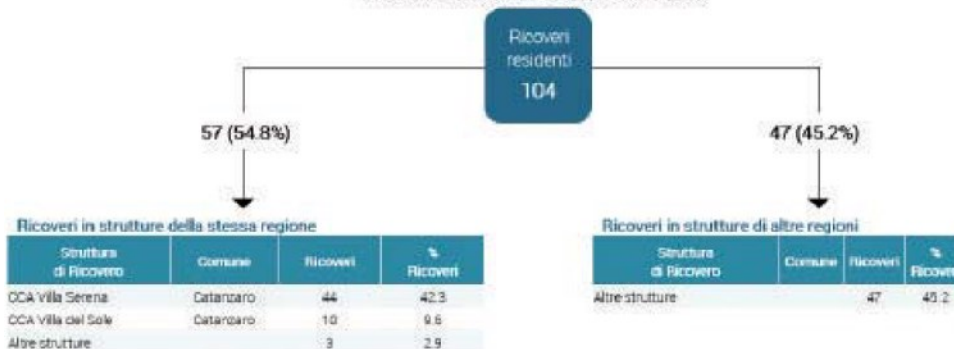 Ricoveri
residenti
104
57 (54.8%)
47 (45.2%)
Ricoveri in strutture della stessa regione
Struttura di Ricovero Comune Ricoveri % Ricoveri
CCA Villa Serena Catanzaro 44 42.3
CCA Villa del Sole Catanzaro 10 9.6
Altre strutture 3 2.9
Ricoveri in strutture di altre regioni
Struttura di Ricovero Comune Ricoveri % Ricoveri
Altre strutture 47 45.2